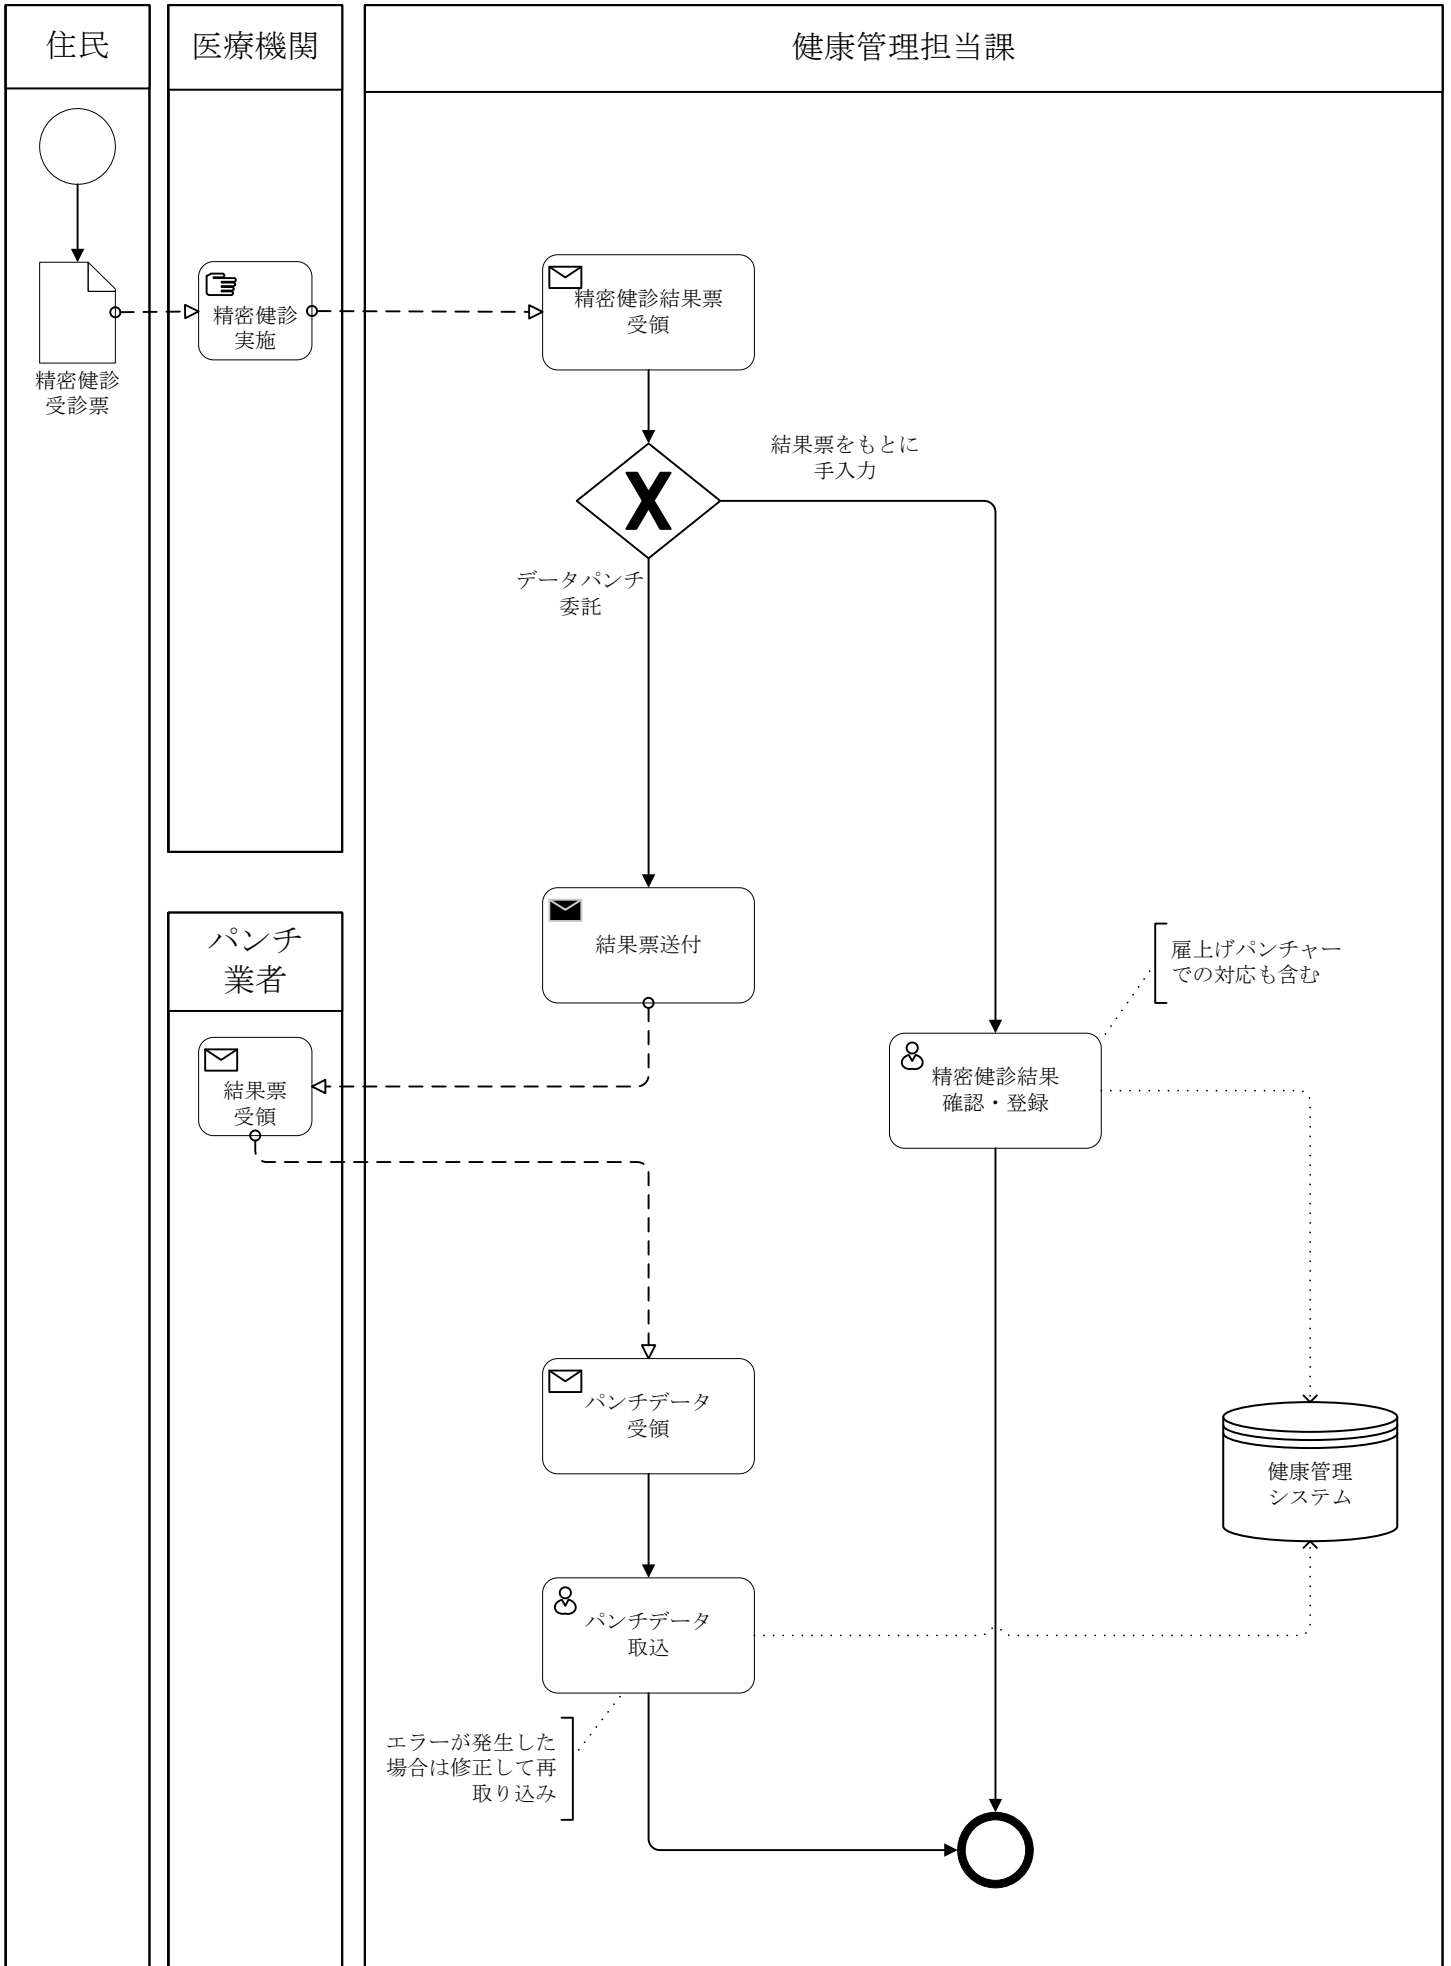 住民
医療機関
健康管理担当課
精密健診
受診票
精密健診
実施
精密健診結果票
受領
結果票をもとに
手入力
データパンチ
委託
結果票送付
パンチ
業者
結果票
受領
雇上げパンチャー
での対応も含む
精密健診結果
確認・登録
パンチデータ
受領
健康管理
システム
パンチデータ
取込
エラーが発生した
場合は修正して再
取り込み